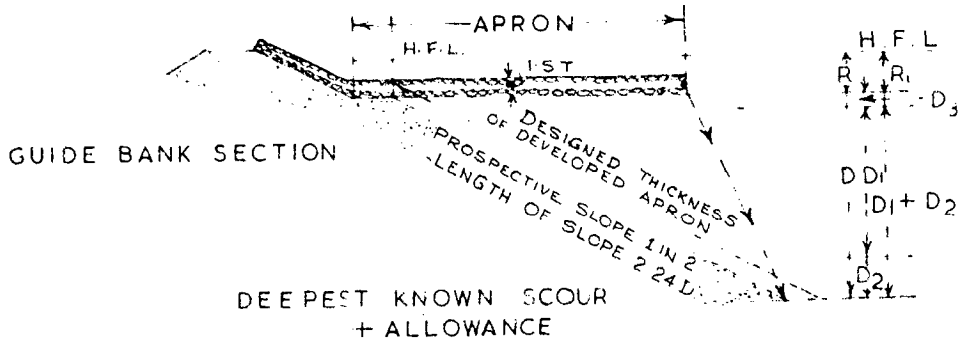 APRON
H.F.L.
1·5T
H.F.L
R R1
D3
DESIGNED THICKNESS
OF DEVELOPED APRON
GUIDE BANK SECTION
PROSPECTIVE SLOPE 1 IN 2
LENGTH OF SLOPE 2 24 D
D D1
D1 + D2
D2
DEEPEST KNOWN SCOUR
+ ALLOWANCE